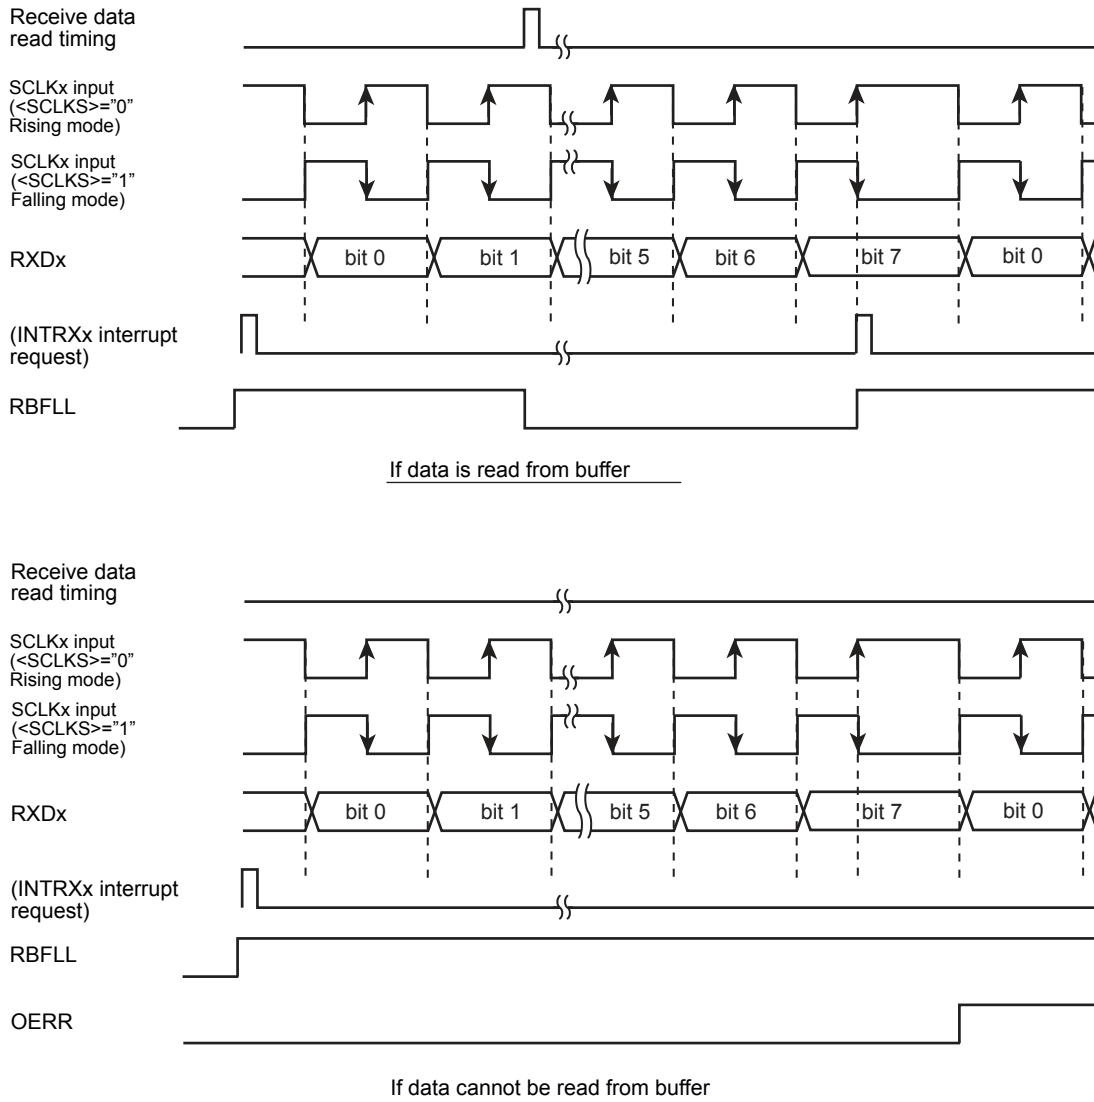 Receive data
read timing
SCLKx input
(<SCLKS>="0"
Rising mode)
SCLKx input
(<SCLKS>="1"
Falling mode)
RXDx
bit 0 bit 1 bit 5 bit 6 bit 7 bit 0
(INTRXx interrupt
request)
RBFLL
If data is read from buffer
Receive data
read timing
SCLKx input
(<SCLKS>="0"
Rising mode)
SCLKx input
(<SCLKS>="1"
Falling mode)
RXDx
bit 0 bit 1 bit 5 bit 6 bit 7 bit 0
(INTRXx interrupt
request)
RBFLL
OERR
If data cannot be read from buffer